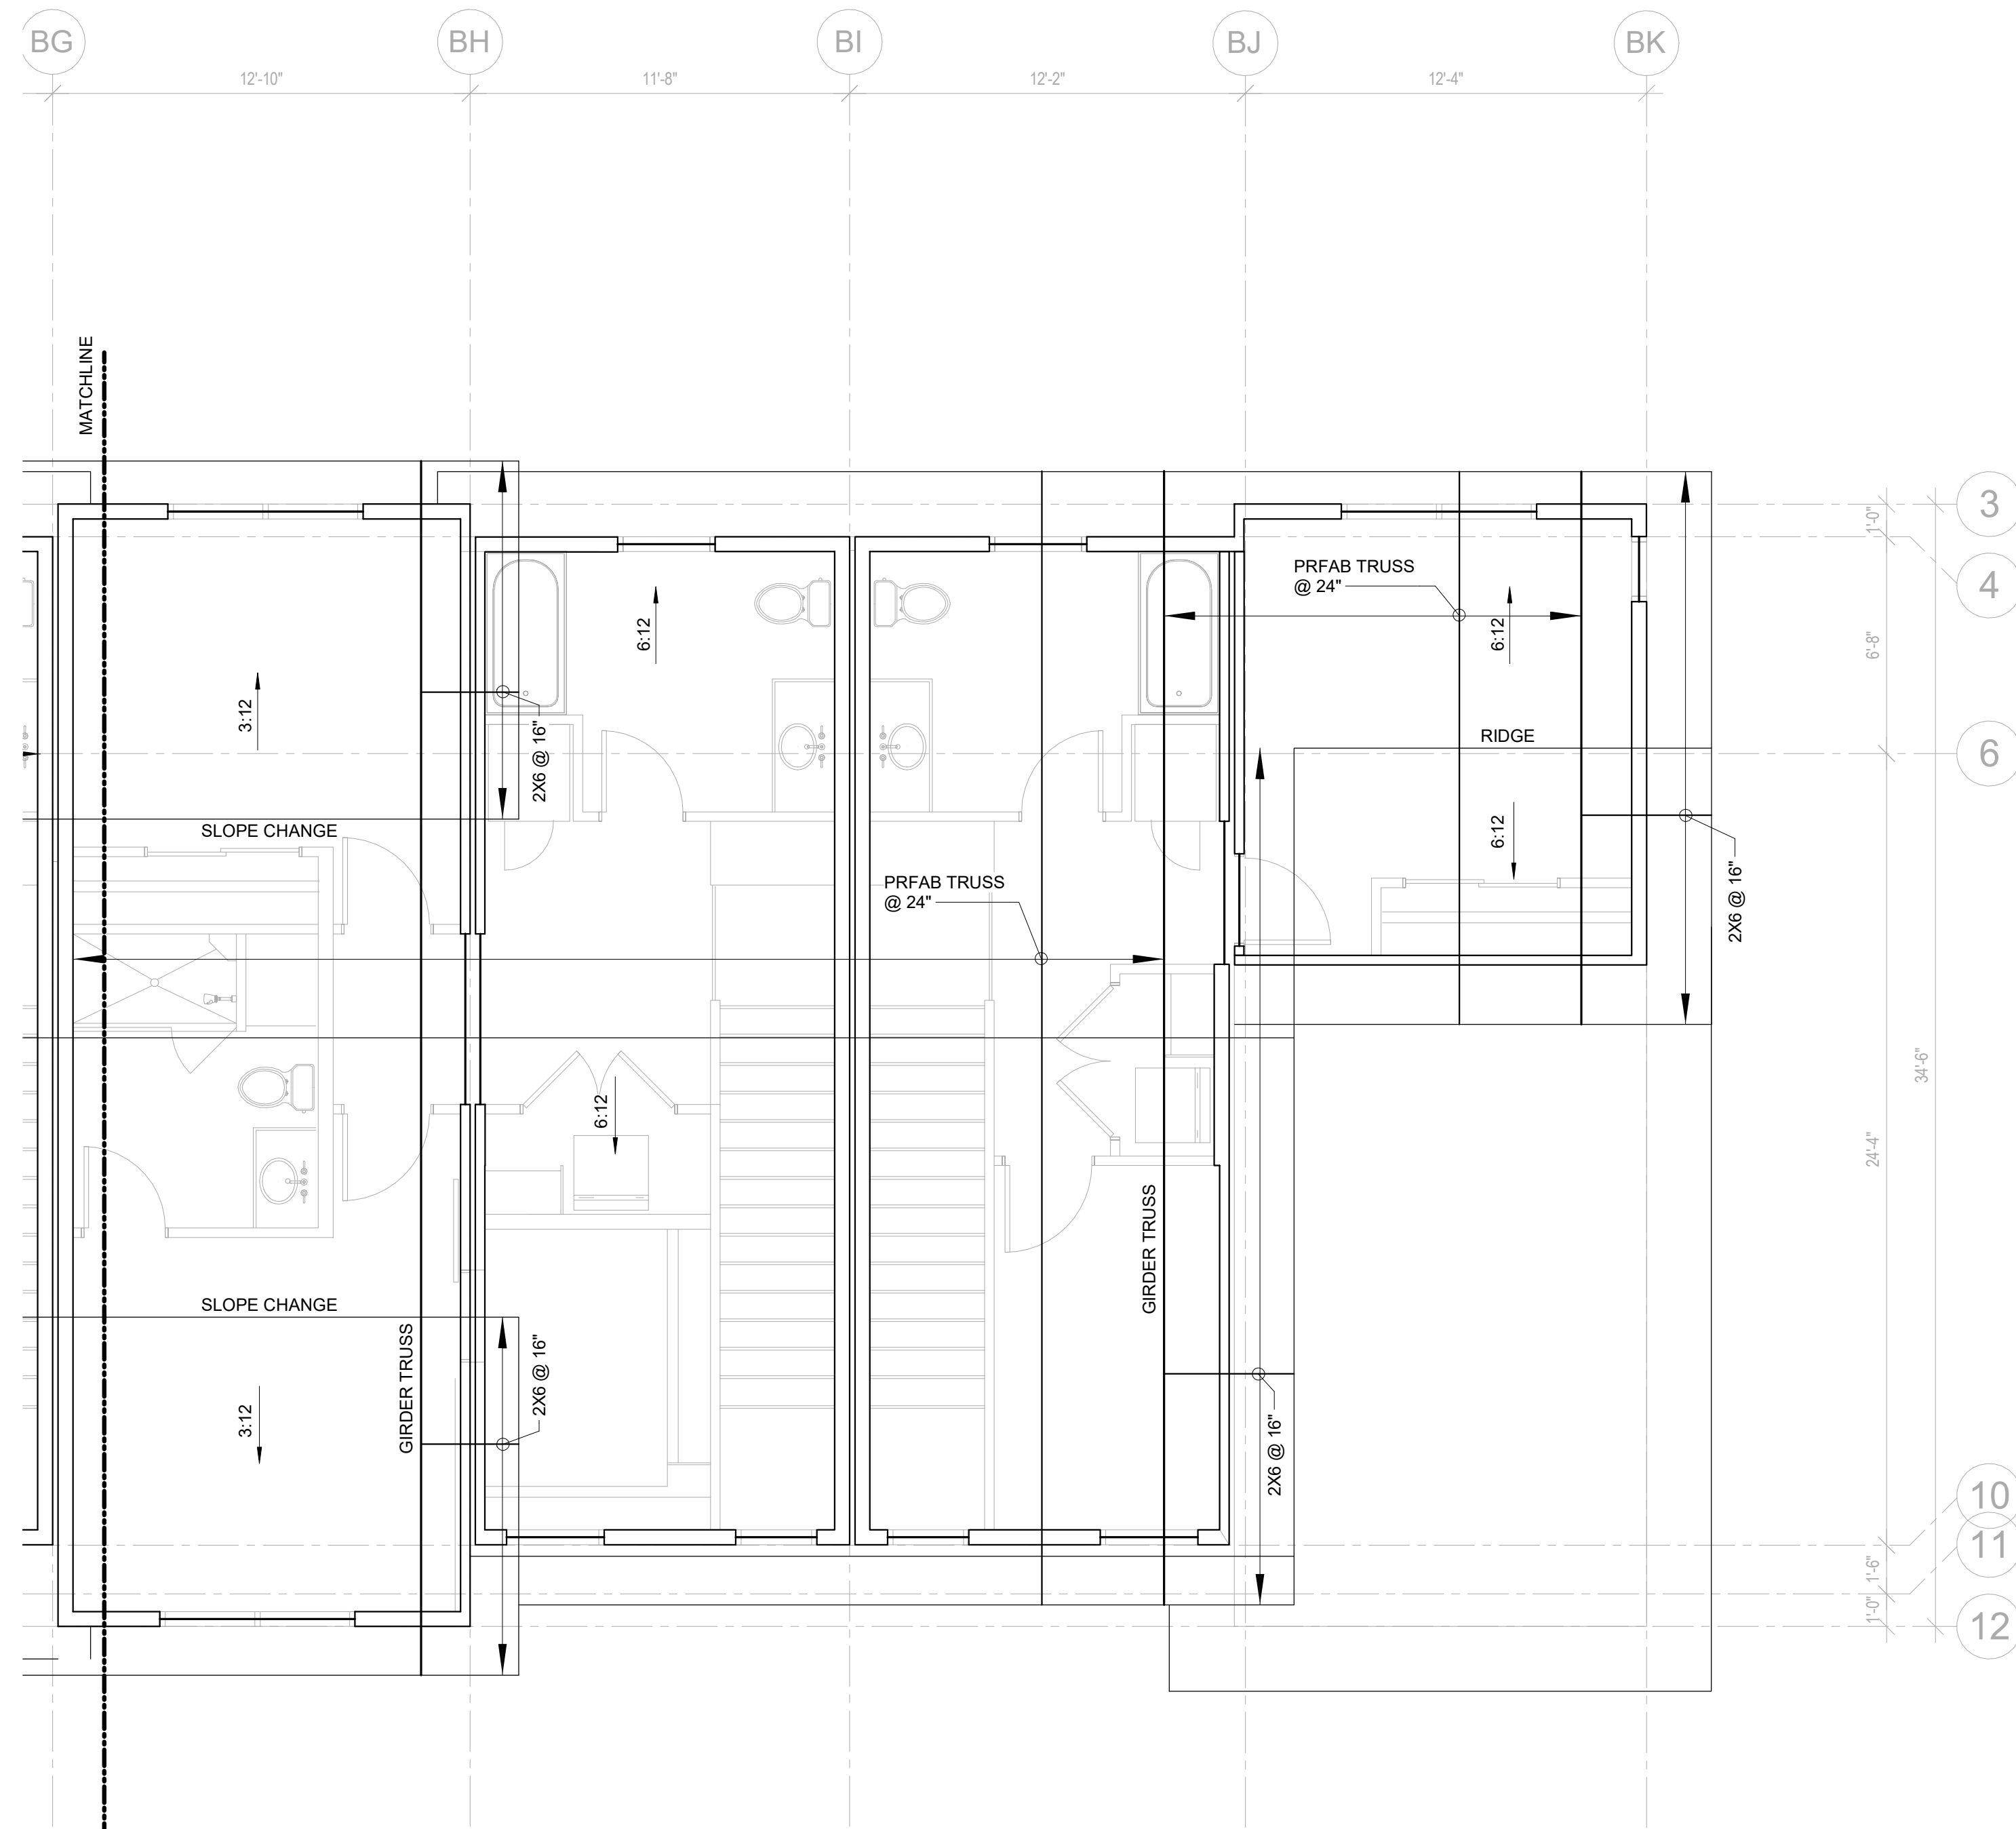 BG
BH
BI
BJ
BK
12'-10"
11'-8"
12'-2"
12'-4"
MATCHLINE
3
1'-0"
4
PRFAB TRUSS
@ 24"
6:12
6:12
6'-8"
3:12
2X6 @ 16"
RIDGE
6
SLOPE CHANGE
6:12
PRFAB TRUSS
@ 24"
2X6 @ 16"
34'-6"
6:12
24'-4"
GIRDER TRUSS
SLOPE CHANGE
GIRDER TRUSS
2X6 @ 16"
3:12
2X6 @ 16"
10
11
1'-6"
1'-0"
12